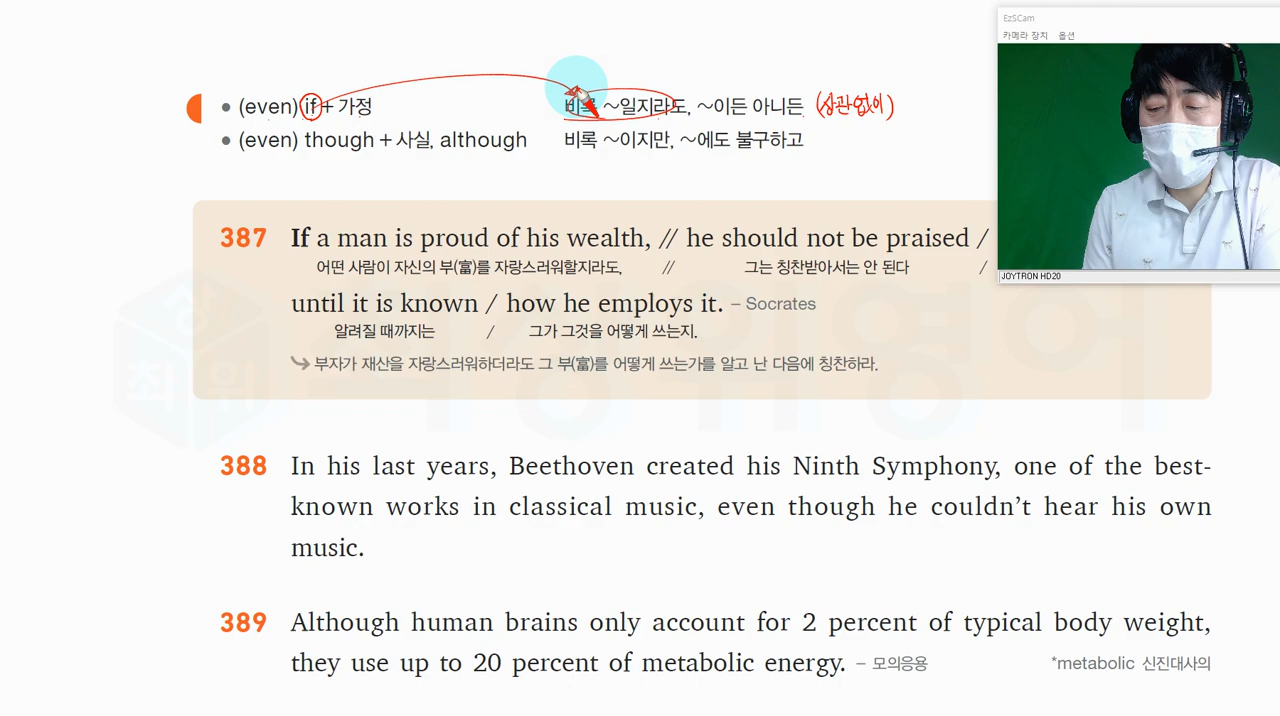 EzSCam
카메라 장치 옵션
• (even) if + 가정 비록 ~일지라도, ~이든 아니든 (상관없이)
• (even) though + 사실, although 비록 ~이지만, ~에도 불구하고
JOYTRON HD20
387 If a man is proud of his wealth, // he should not be praised /
어떤 사람이 자신의 부(富)를 자랑스러워할지라도, // 그는 칭찬받아서는 안 된다 /
until it is known / how he employs it. – Socrates
알려질 때까지는 / 그가 그것을 어떻게 쓰는지.
↪ 부자가 재산을 자랑스러워하더라도 그 부(富)를 어떻게 쓰는가를 알고 난 다음에 칭찬하라.
388 In his last years, Beethoven created his Ninth Symphony, one of the best-
known works in classical music, even though he couldn't hear his own
music.
389 Although human brains only account for 2 percent of typical body weight,
they use up to 20 percent of metabolic energy. – 모의응용 *metabolic 신진대사의